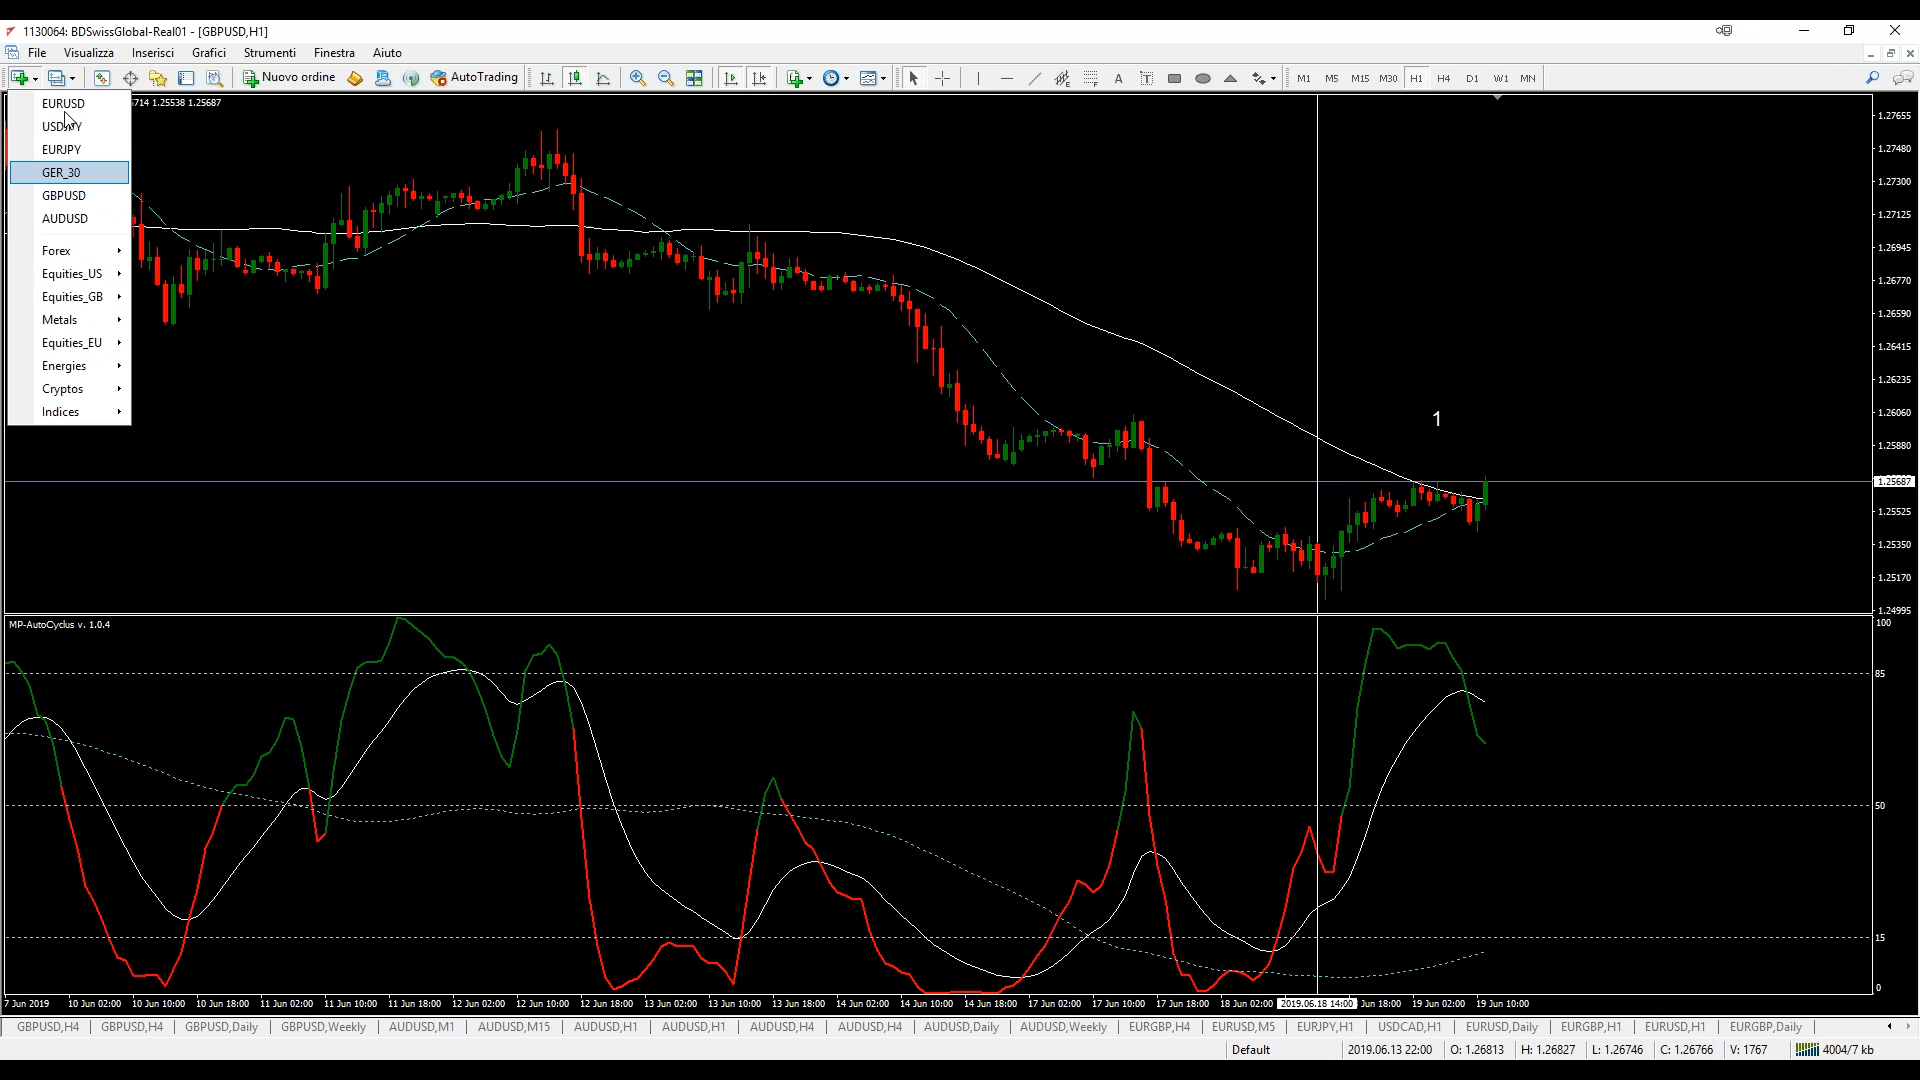 1130064: BDSwissGlobal-Real01 - [GBPUSD,H1]
File Visualizza Inserisci Grafici Strumenti Finestra Aiuto
Nuovo ordine AutoTrading A T M1 M5 M15 M30 H1 H4 D1 W1 MN
EURUSD
EURJPY
GER_30
GBPUSD
AUDUSD
Forex
Equities_US
Equities_GB
Metals
Equities_EU
Energies
Cryptos
Indices
1.25538 1.25687
1
1.27655
1.27480
1.27300
1.27125
1.26945
1.26770
1.26590
1.26415
1.26235
1.26060
1.25880
1.25687
1.25525
1.25350
1.25170
1.24995
MP-AutoCyclus v. 1.0.4
100
85
50
15
0
7 Jun 2019 10 Jun 02:00 10 Jun 10:00 10 Jun 18:00 11 Jun 02:00 11 Jun 10:00 11 Jun 18:00 12 Jun 02:00 12 Jun 10:00 12 Jun 18:00 13 Jun 02:00 13 Jun 10:00 13 Jun 18:00 14 Jun 02:00 14 Jun 10:00 14 Jun 18:00 17 Jun 02:00 17 Jun 10:00 17 Jun 18:00 18 Jun 02:00 2019.06.18 14:00 Jun 18:00 19 Jun 02:00 19 Jun 10:00
GBPUSD,H4 GBPUSD,H4 GBPUSD,Daily GBPUSD,Weekly AUDUSD,M1 AUDUSD,M15 AUDUSD,H1 AUDUSD,H1 AUDUSD,H4 AUDUSD,H4 AUDUSD,Daily AUDUSD,Weekly EURGBP,H4 EURUSD,M5 EURJPY,H1 USDCAD,H1 EURUSD,Daily EURGBP,H1 EURUSD,H1 EURGBP,Daily
Default 2019.06.13 22:00 O: 1.26813 H: 1.26827 L: 1.26746 C: 1.26766 V: 1767 4004/7 kb